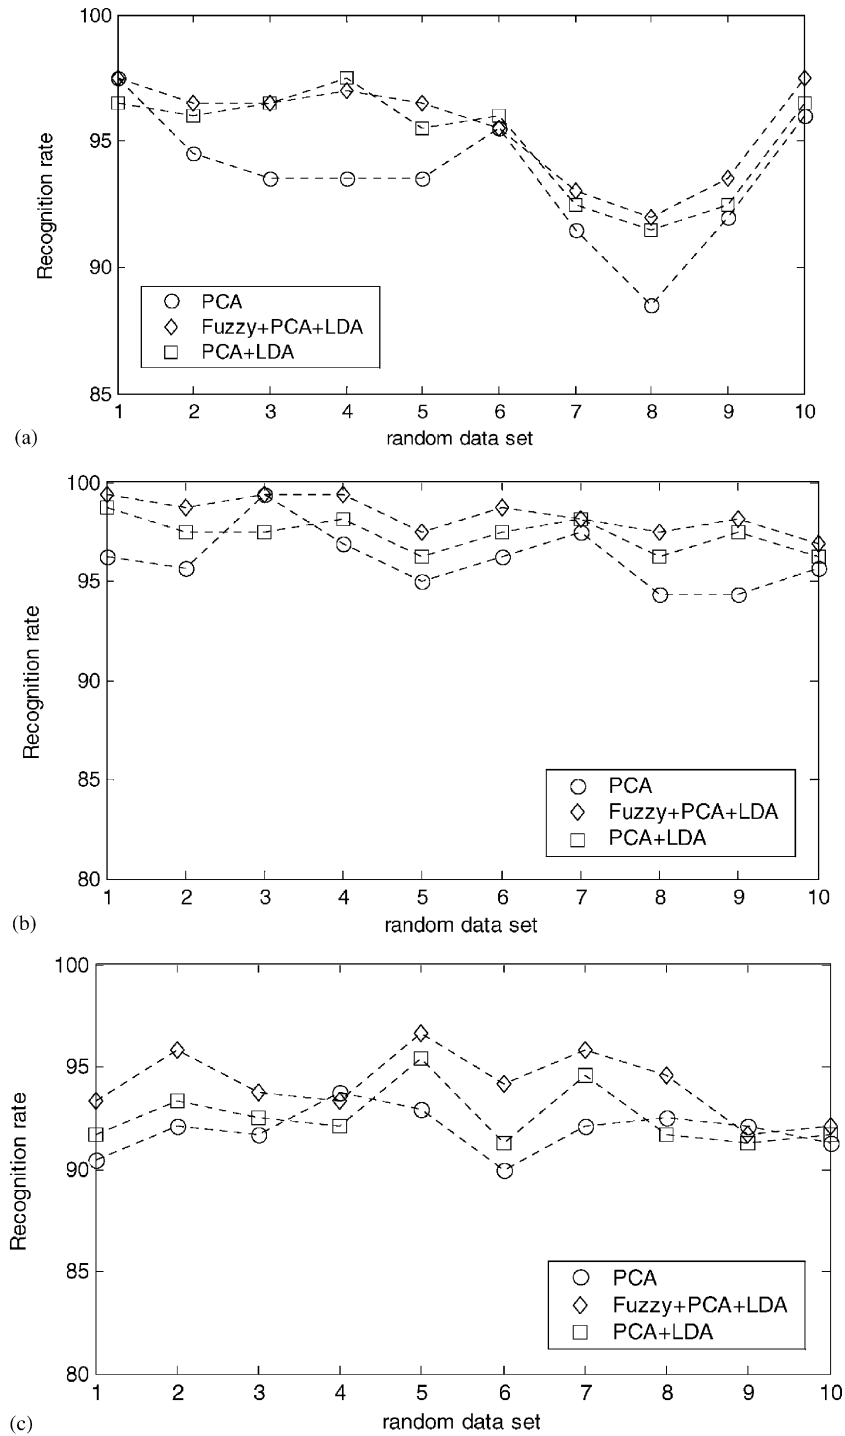 100
95
90
85
Recognition rate
PCA
Fuzzy+PCA+LDA
PCA+LDA
1 2 3 4 5 6 7 8 9 10
random data set
(a)
100
95
90
85
80
Recognition rate
PCA
Fuzzy+PCA+LDA
PCA+LDA
1 2 3 4 5 6 7 8 9 10
random data set
(b)
100
95
90
85
80
Recognition rate
PCA
Fuzzy+PCA+LDA
PCA+LDA
1 2 3 4 5 6 7 8 9 10
random data set
(c)